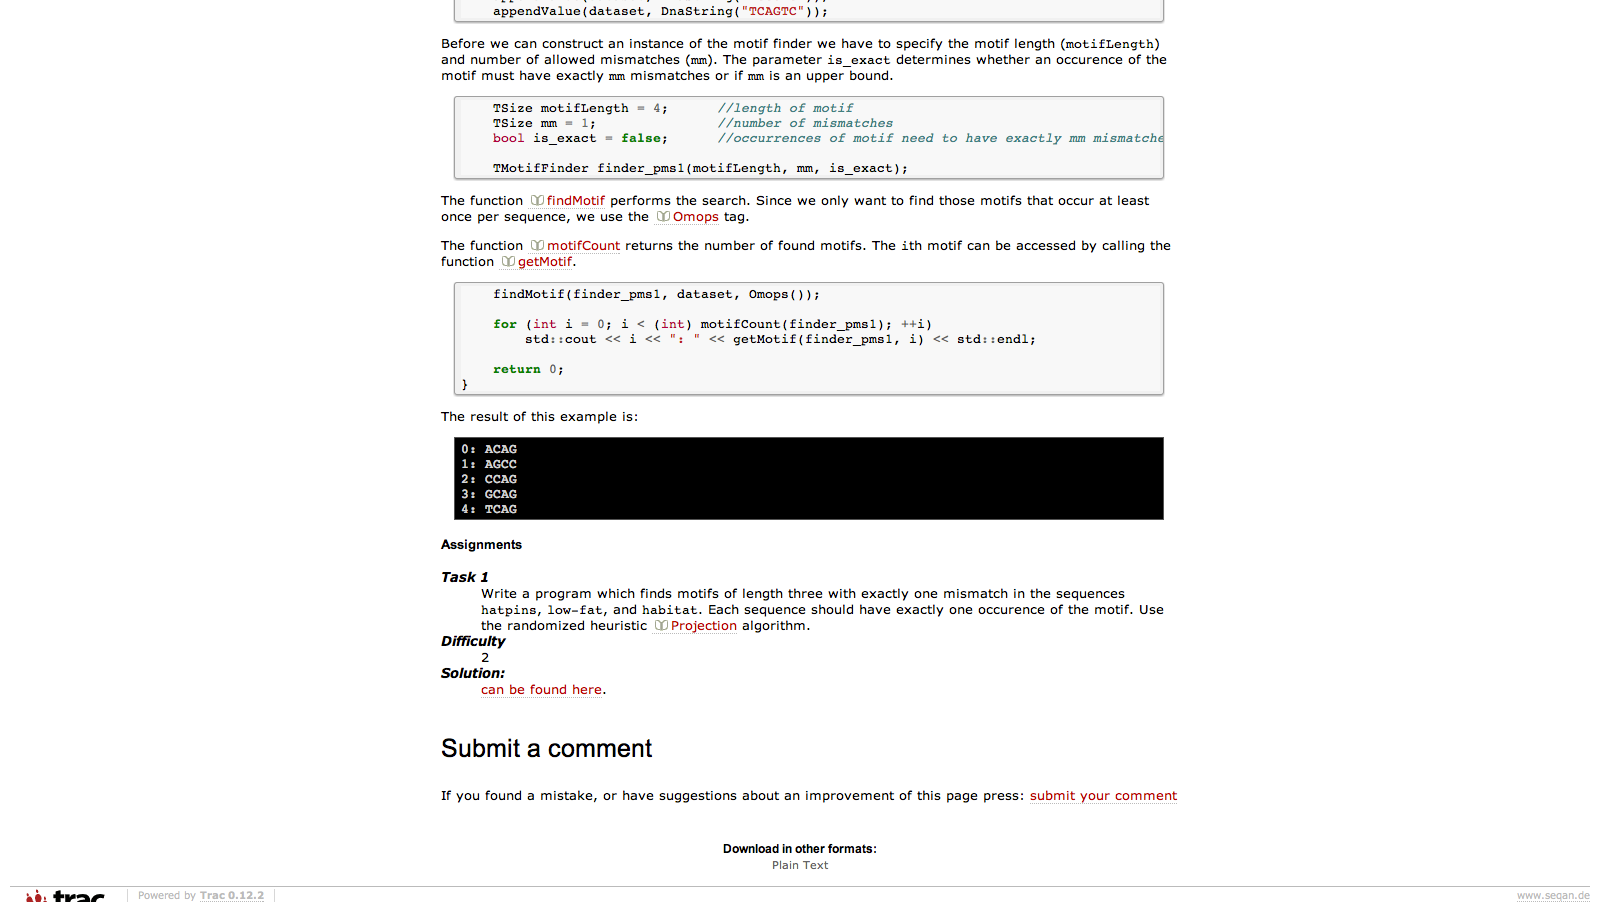 appendValue(dataset, DnaString("TCAGTC"));
Before we can construct an instance of the motif finder we have to specify the motif length (motifLength)
and number of allowed mismatches (mm). The parameter is_exact determines whether an occurence of the
motif must have exactly mm mismatches or if mm is an upper bound.
TSize motifLength = 4;      //length of motif
TSize mm = 1;               //number of mismatches
bool is_exact = false;      //occurrences of motif need to have exactly mm mismatche
TMotifFinder finder_pms1(motifLength, mm, is_exact);
The function findMotif performs the search. Since we only want to find those motifs that occur at least
once per sequence, we use the Omops tag.
The function motifCount returns the number of found motifs. The ith motif can be accessed by calling the
function getMotif.
findMotif(finder_pms1, dataset, Omops());
for (int i = 0; i < (int) motifCount(finder_pms1); ++i)
std::cout << i << ": " << getMotif(finder_pms1, i) << std::endl;
return 0;
}
The result of this example is:
0: ACAG
1: AGCC
2: CCAG
3: GCAG
4: TCAG
Assignments
Task 1
Write a program which finds motifs of length three with exactly one mismatch in the sequences
hatpins, low-fat, and habitat. Each sequence should have exactly one occurence of the motif. Use
the randomized heuristic Projection algorithm.
Difficulty
2
Solution:
can be found here.
Submit a comment
If you found a mistake, or have suggestions about an improvement of this page press: submit your comment
Download in other formats:
Plain Text
trac Powered by Trac 0.12.2 www.seqan.de